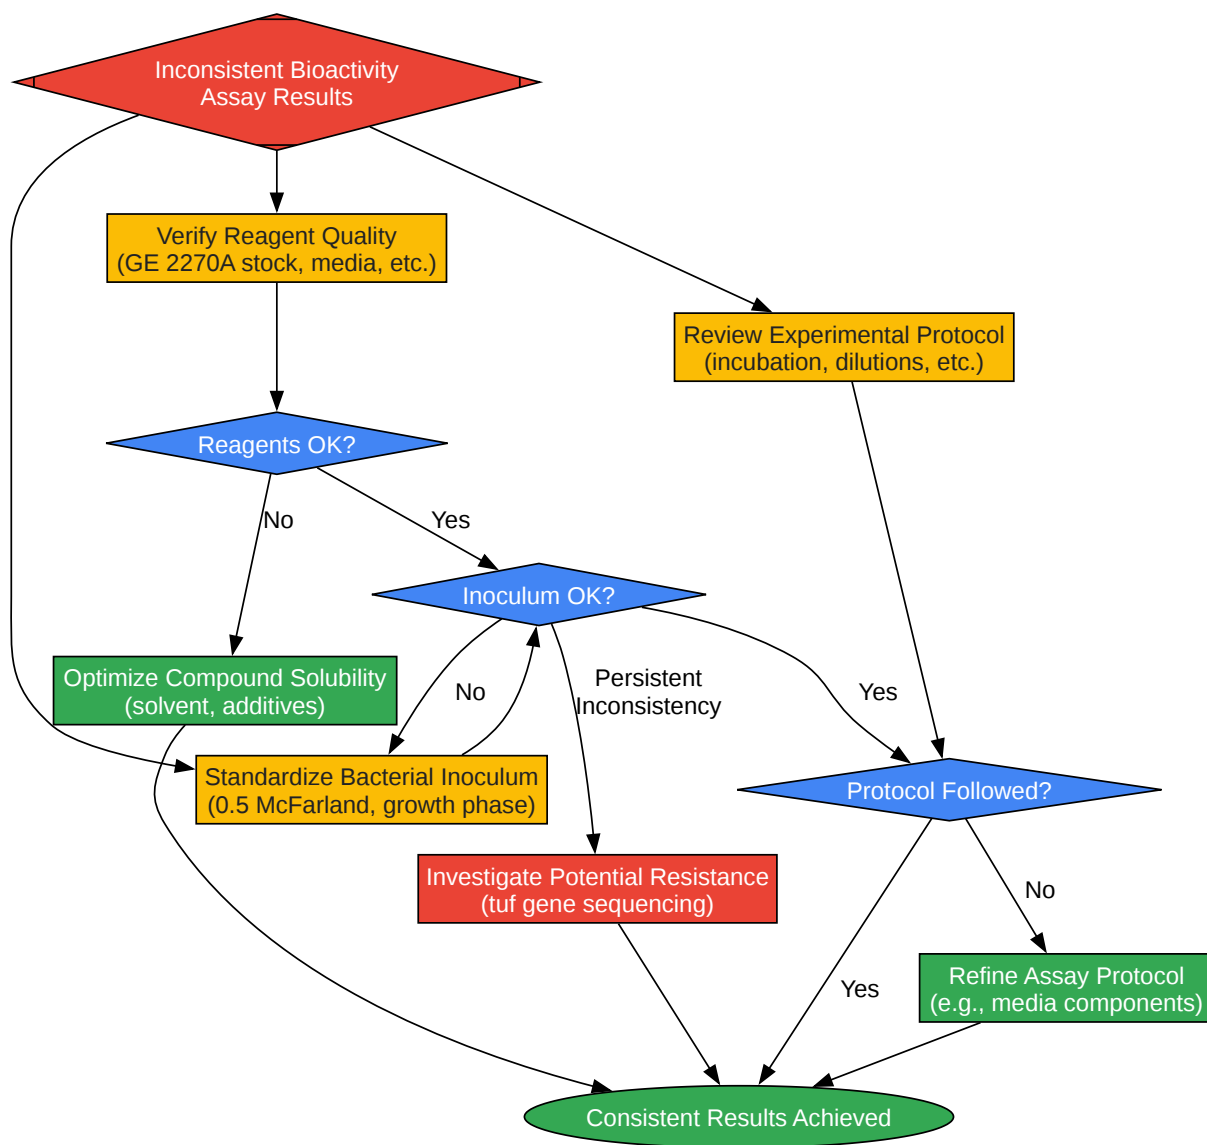 Inconsistent Bioactivity
Assay Results
Verify Reagent Quality
(GE 2270A stock, media, etc.)
Review Experimental Protocol
(incubation, dilutions, etc.)
Reagents OK?
No
Yes
Inoculum OK?
Optimize Compound Solubility
(solvent, additives)
No
Persistent
Inconsistency
Yes
Standardize Bacterial Inoculum
(0.5 McFarland, growth phase)
Protocol Followed?
Investigate Potential Resistance
(tuf gene sequencing)
No
Yes
Refine Assay Protocol
(e.g., media components)
Consistent Results Achieved